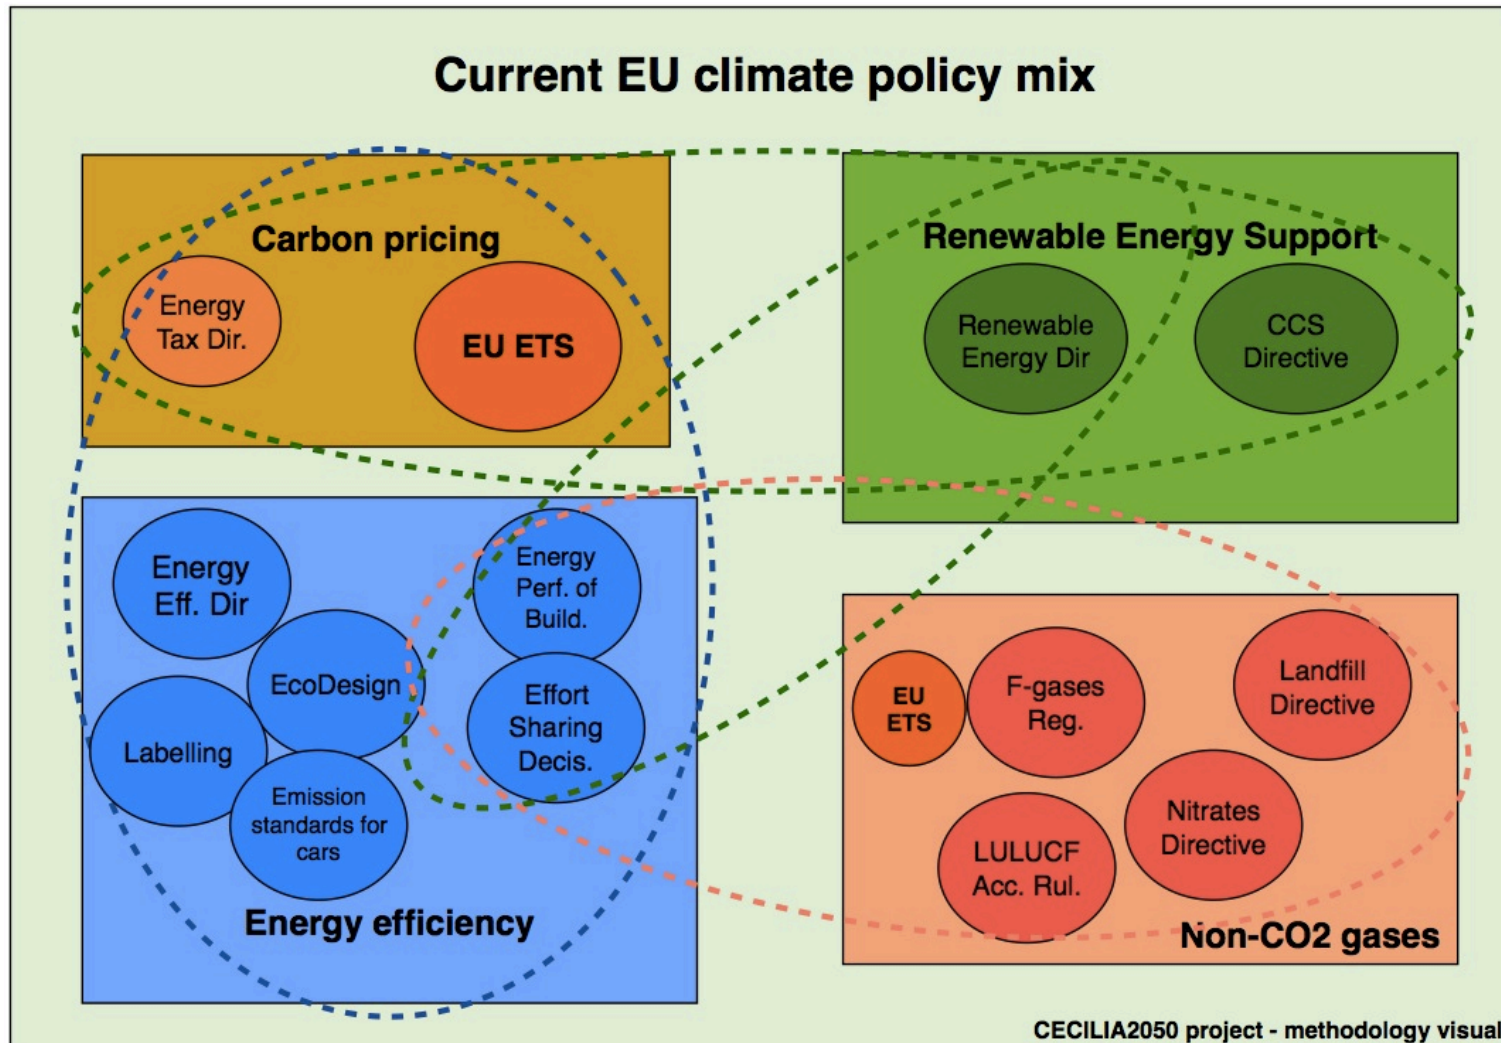 Current EU climate policy mix
Carbon pricing
Energy
Tax Dir.
EU ETS
Renewable Energy Support
Renewable
Energy Dir
CCS
Directive
Energy
Eff. Dir
EcoDesign
Labelling
Emission
standards for
cars
Energy
Perf. of
Build.
Effort
Sharing
Decis.
Energy efficiency
EU
ETS
F-gases
Reg.
Landfill
Directive
LULUCF
Acc. Rul.
Nitrates
Directive
Non-CO2 gases
CECILIA2050 project - methodology visual